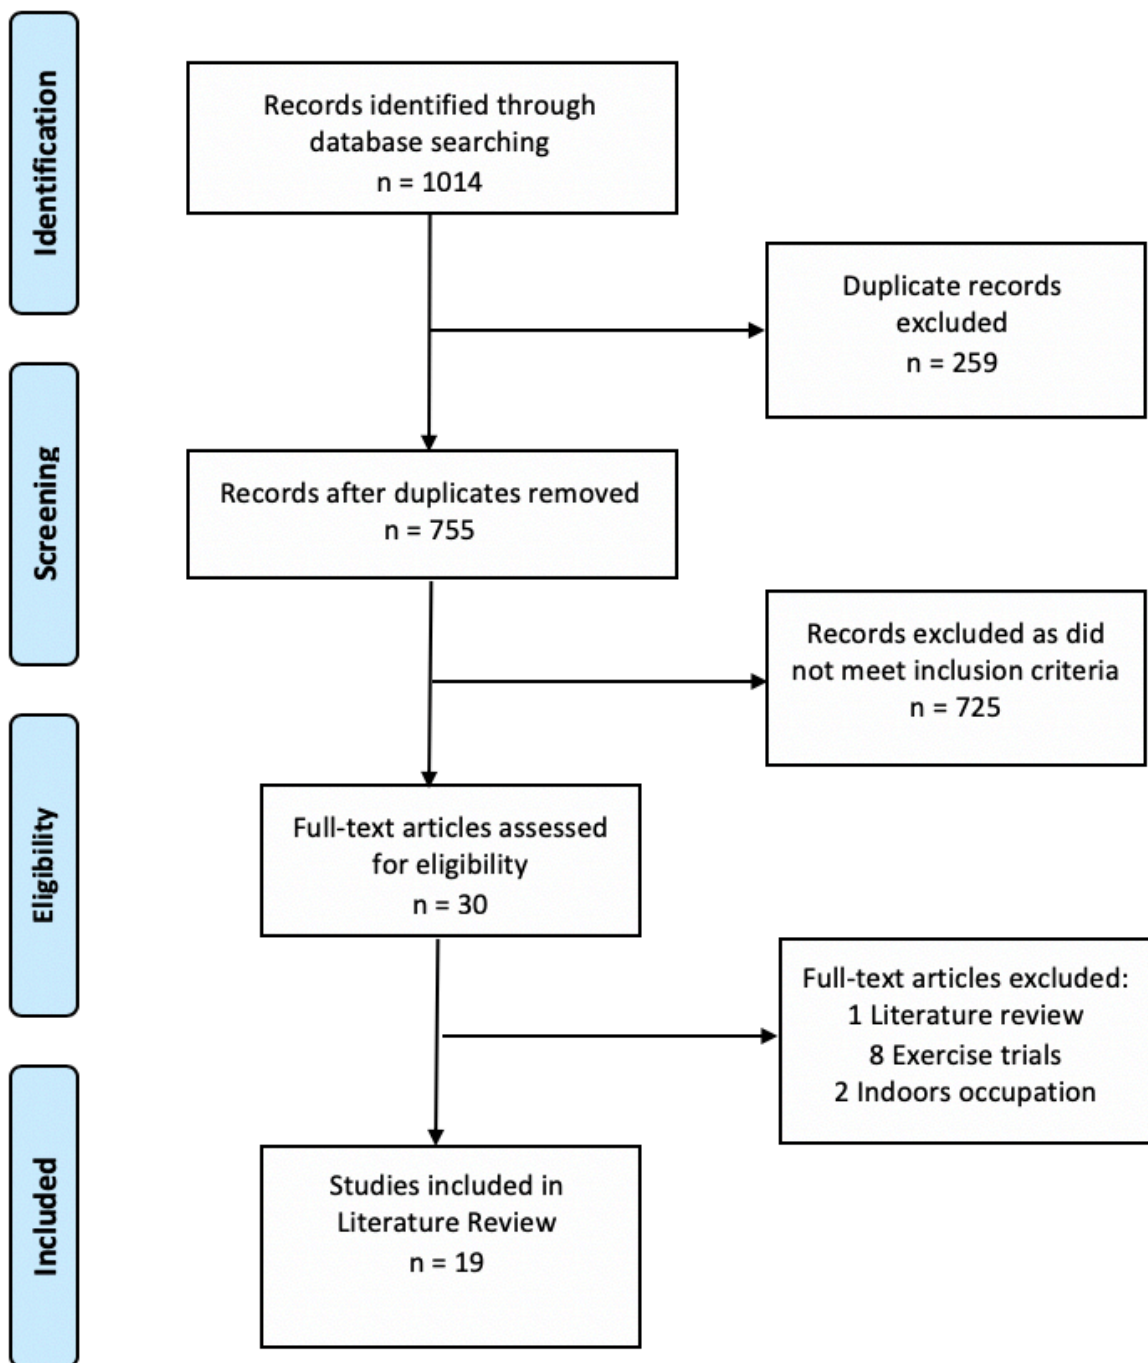 Identification
Records identified through
database searching
n = 1014
Duplicate records
excluded
n = 259
Screening
Records after duplicates removed
n = 755
Records excluded as did
not meet inclusion criteria
n = 725
Eligibility
Full-text articles assessed
for eligibility
n = 30
Full-text articles excluded:
1 Literature review
8 Exercise trials
2 Indoors occupation
Included
Studies included in
Literature Review
n = 19